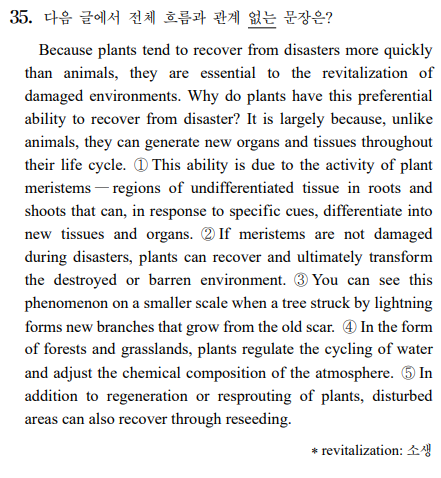 35. 다음 글에서 전체 흐름과 관계 없는 문장은?
Because plants tend to recover from disasters more quickly
than animals, they are essential to the revitalization of
damaged environments. Why do plants have this preferential
ability to recover from disaster? It is largely because, unlike
animals, they can generate new organs and tissues throughout
their life cycle. ① This ability is due to the activity of plant
meristems — regions of undifferentiated tissue in roots and
shoots that can, in response to specific cues, differentiate into
new tissues and organs. ② If meristems are not damaged
during disasters, plants can recover and ultimately transform
the destroyed or barren environment. ③ You can see this
phenomenon on a smaller scale when a tree struck by lightning
forms new branches that grow from the old scar. ④ In the form
of forests and grasslands, plants regulate the cycling of water
and adjust the chemical composition of the atmosphere. ⑤ In
addition to regeneration or resprouting of plants, disturbed
areas can also recover through reseeding.
* revitalization: 소생